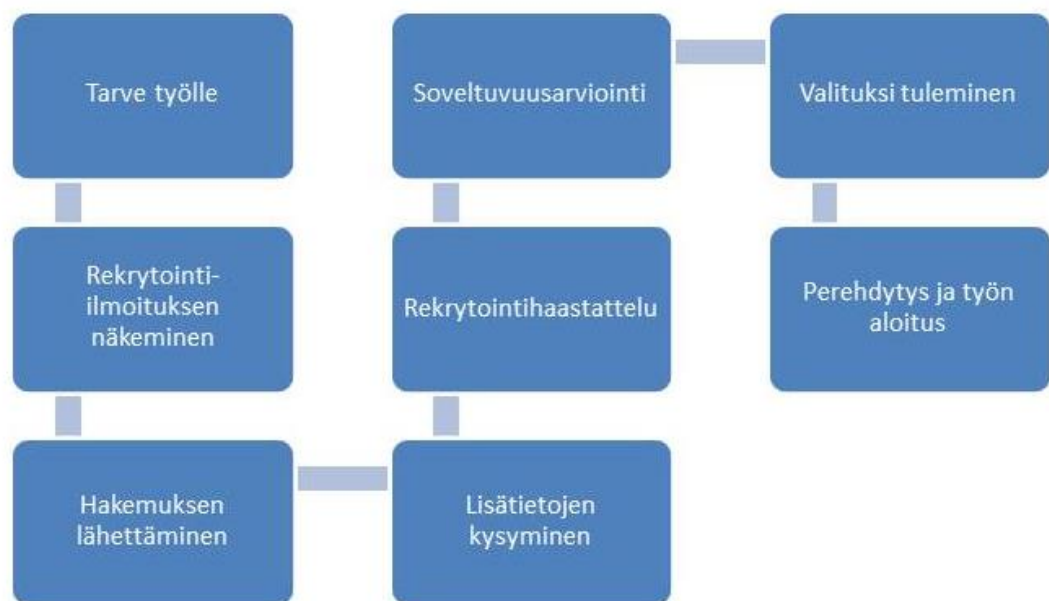 Tarve työlle
Rekrytointi-
ilmoituksen
näkeminen
Hakemuksen
lähettäminen
Lisätietojen
kysyminen
Rekrytointihaastattelu
Soveltuvuusarviointi
Valituksi tuleminen
Perehdytys ja työn
aloitus